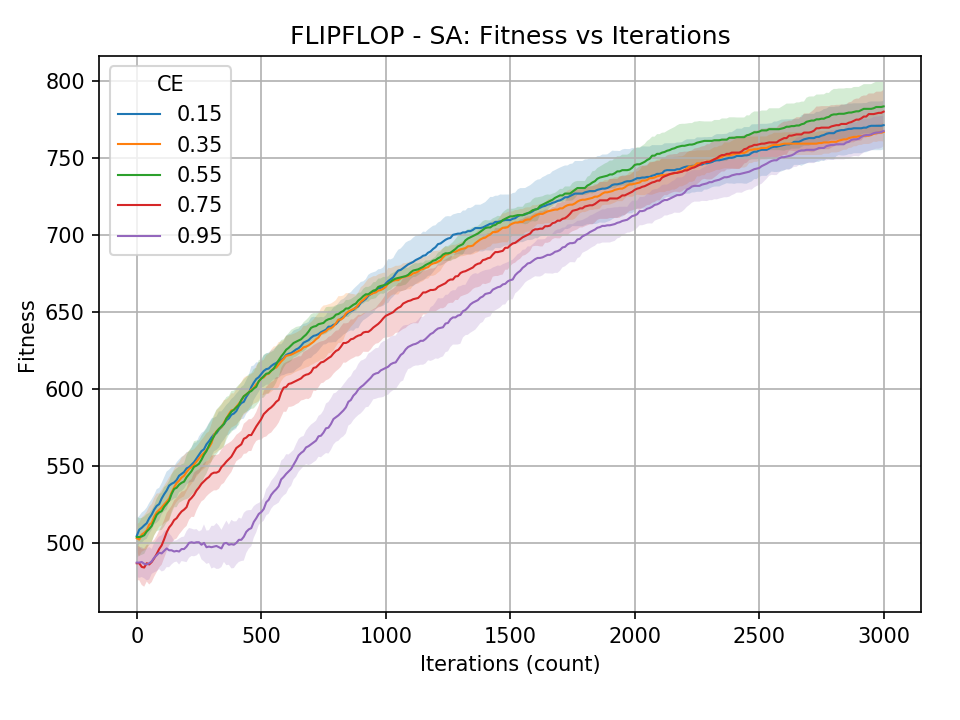 FLIPFLOP - SA: Fitness vs Iterations
CE
0.15
0.35
0.55
0.75
0.95
800
750
700
650
600
550
500
Fitness
0 500 1000 1500 2000 2500 3000
Iterations (count)